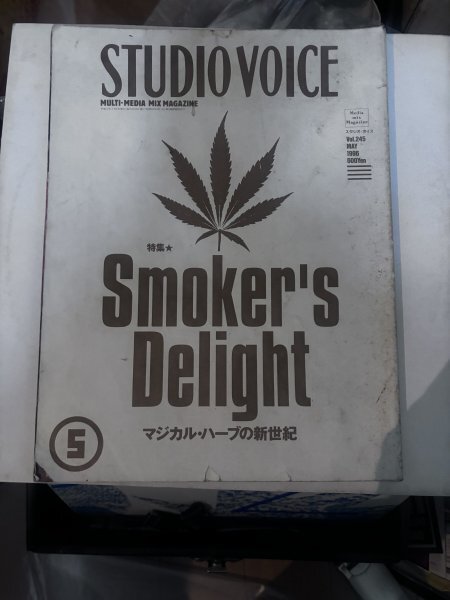 STUDIO VOICE
MULTI-MEDIA MIX MAGAZINE
Media
mix
Magazine
スタジオ・ボイス
Vol.245
MAY
1996
600Yen
特集★
Smoker's
Delight
マジカル・ハーブの新世紀
5